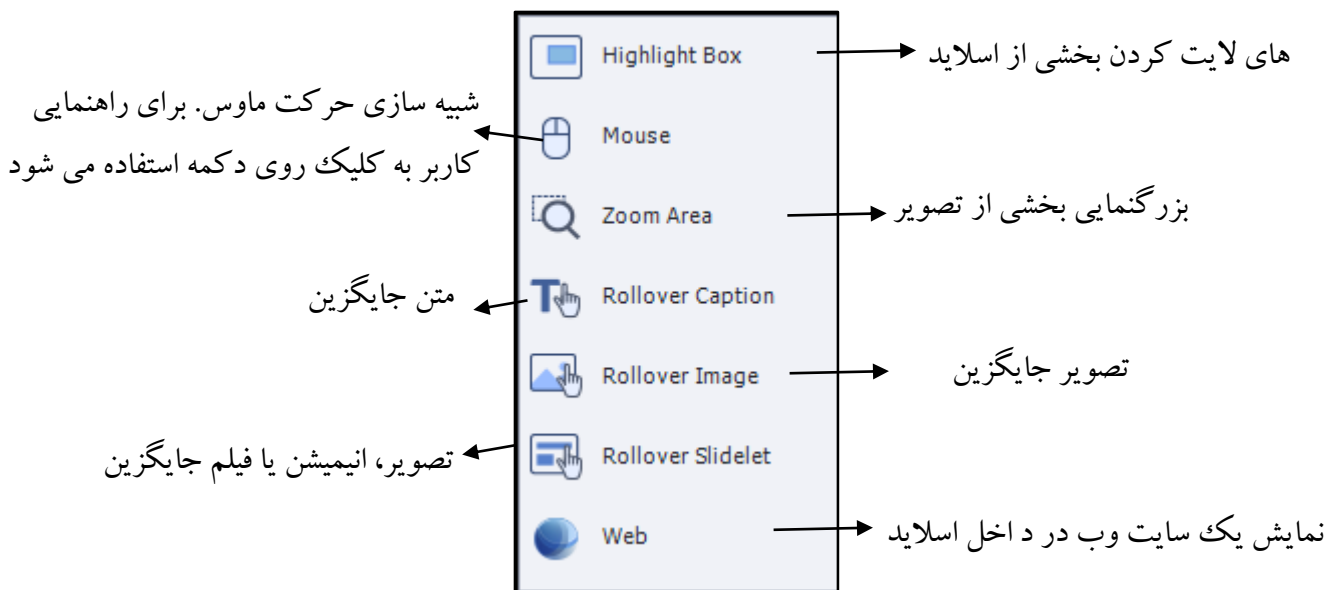 Highlight Box
های لایت کردن بخشی از اسلاید
Mouse
شبیه سازی حرکت ماوس. برای راهنمایی
کاربر به کلیک روی دکمه استفاده می شود
Zoom Area
بزرگنمایی بخشی از تصویر
Rollover Caption
متن جایگزین
Rollover Image
تصویر جایگزین
Rollover Slidelet
تصویر، انیمیشن یا فیلم جایگزین
Web
نمایش یک سایت وب در داخل اسلاید